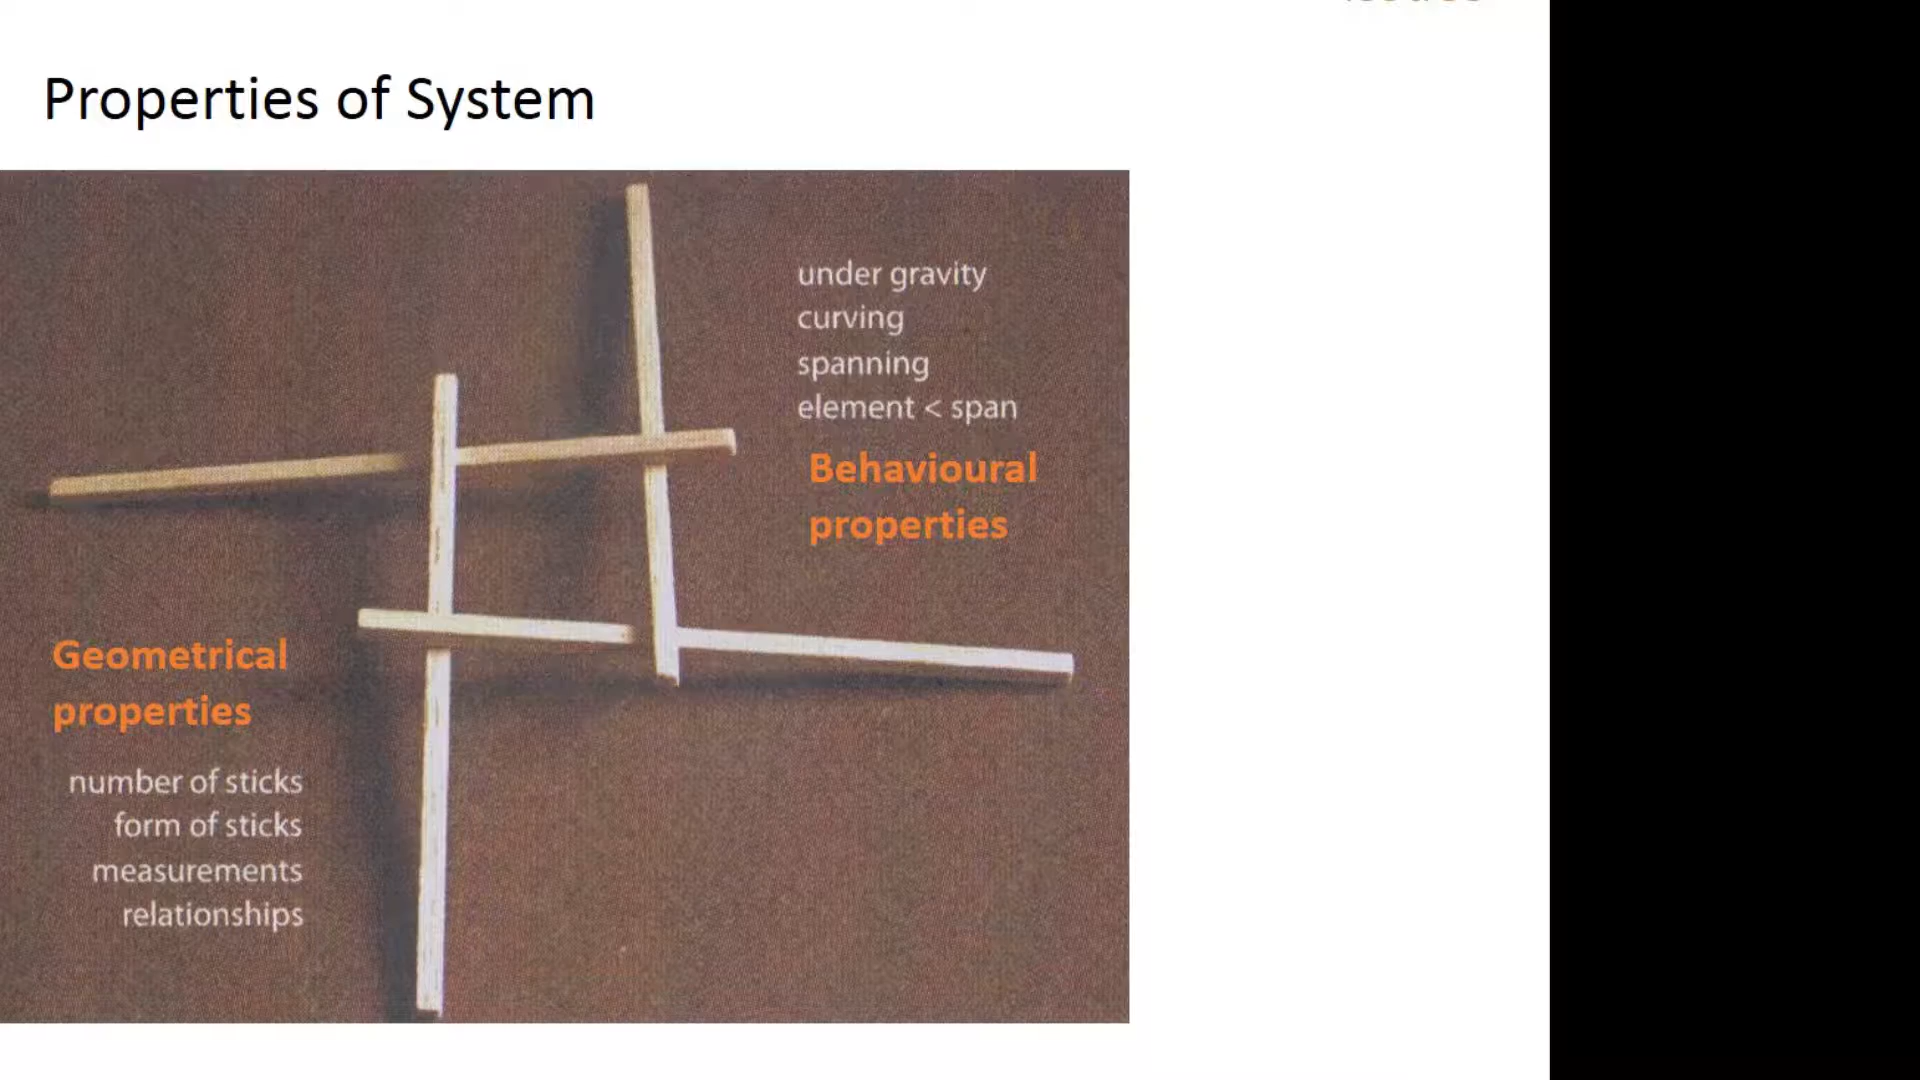 Properties of System
under gravity
curving
spanning
element < span
Behavioural
properties
Geometrical
properties
number of sticks
form of sticks
measurements
relationships